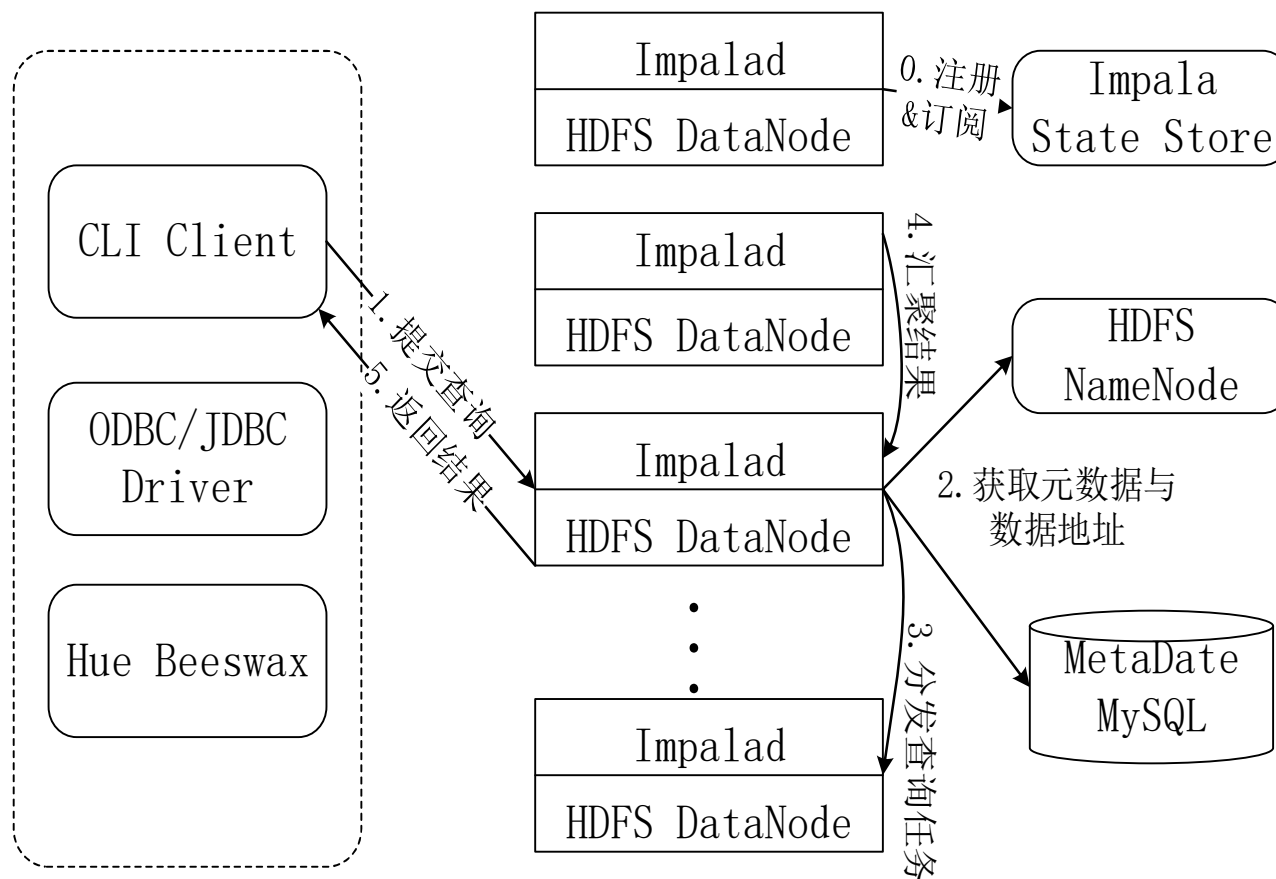 CLI Client
ODBC/JDBC
Driver
Hue Beeswax
1.提交查询
5.返回结果
Impalad
HDFS DataNode
Impalad
HDFS DataNode
Impalad
HDFS DataNode
Impalad
HDFS DataNode
0.注册
&订阅
4.汇聚结果
2.获取元数据与
数据地址
3.分发查询任务
Impala
State Store
HDFS
NameNode
MetaDate
MySQL